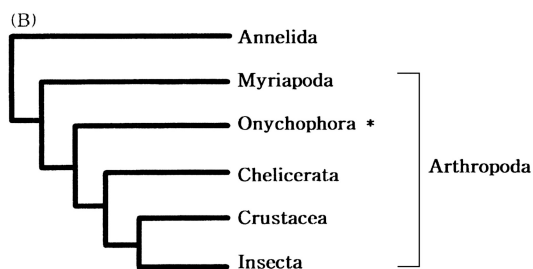 (B)
Annelida
Myriapoda
Onychophora *
Arthropoda
Chelicerata
Crustacea
Insecta